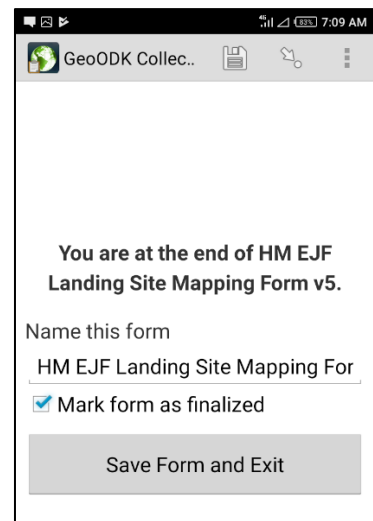 45 83% 7:09 AM
GeoODK Collec..
You are at the end of HM EJF
Landing Site Mapping Form v5.
Name this form
HM EJF Landing Site Mapping For
Mark form as finalized
Save Form and Exit